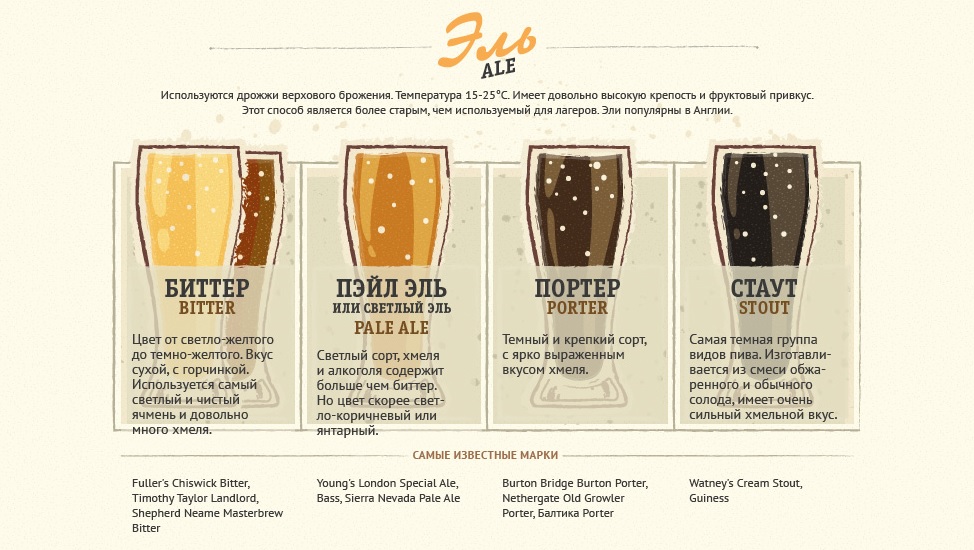 Эль
ALE
Используются дрожжи верхового брожения. Температура 15-25°С. Имеет довольно высокую крепость и фруктовый привкус.
Этот способ является более старым, чем используемый для лагеров. Эли популярны в Англии.
БИТТЕР
BITTER
Цвет от светло-желтого
до темно-желтого. Вкус
сухой, с горчинкой.
Используется самый
светлый и чистый
ячмень и довольно
много хмеля.
ПЭЙЛ ЭЛЬ
ИЛИ СВЕТЛЫЙ ЭЛЬ
PALE ALE
Светлый сорт, хмеля
и алкоголя содержит
больше чем биттер.
Но цвет скорее свет-
ло-коричневый или
янтарный.
ПОРТЕР
PORTER
Темный и крепкий сорт,
с ярко выраженным
вкусом хмеля.
СТАУТ
STOUT
Самая темная группа
видов пива. Изготавли-
вается из смеси обжа-
ренного и обычного
солода, имеет очень
сильный хмельной вкус.
САМЫЕ ИЗВЕСТНЫЕ МАРКИ
Fuller's Chiswick Bitter,
Timothy Taylor Landlord,
Shepherd Neame Masterbrew
Bitter
Young's London Special Ale,
Bass, Sierra Nevada Pale Ale
Burton Bridge Burton Porter,
Nethergate Old Growler
Porter, Балтика Porter
Watney's Cream Stout,
Guiness